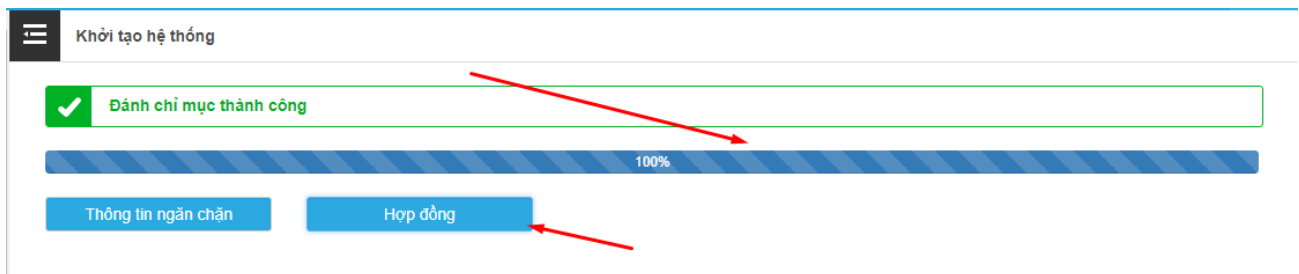 Khởi tạo hệ thống
Đánh chỉ mục thành công
100%
Thông tin ngăn chặn
Hợp đồng